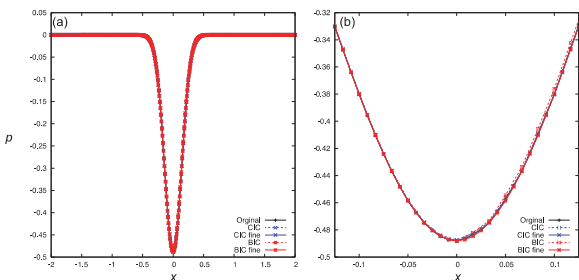 (a)
0.05
0
-0.05
-0.1
-0.15
-0.2
-0.25
-0.3
-0.35
-0.4
-0.45
-0.5
p
-2
-1.5
-1
-0.5
0
0.5
1
1.5
2
x
Orginal
CIC
CIC fine
BIC
BIC fine
(b)
-0.32
-0.34
-0.36
-0.38
-0.4
-0.42
-0.44
-0.46
-0.48
-0.5
-0.1
-0.05
0
0.05
0.1
x
Orginal
CIC
CIC fine
BIC
BIC fine